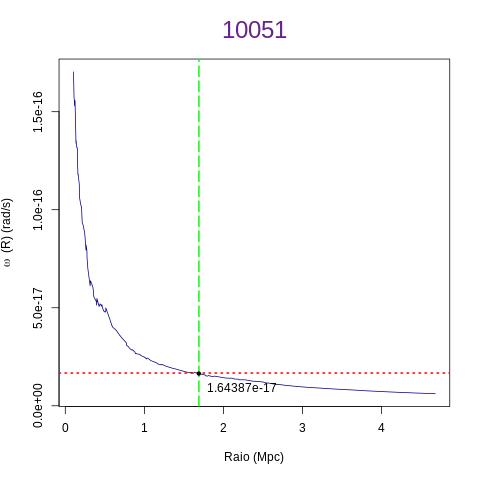 10051
ω (R) (rad/s)
1.5e-16
1.0e-16
5.0e-17
0.0e+00
1.64387e-17
0 1 2 3 4
Raio (Mpc)